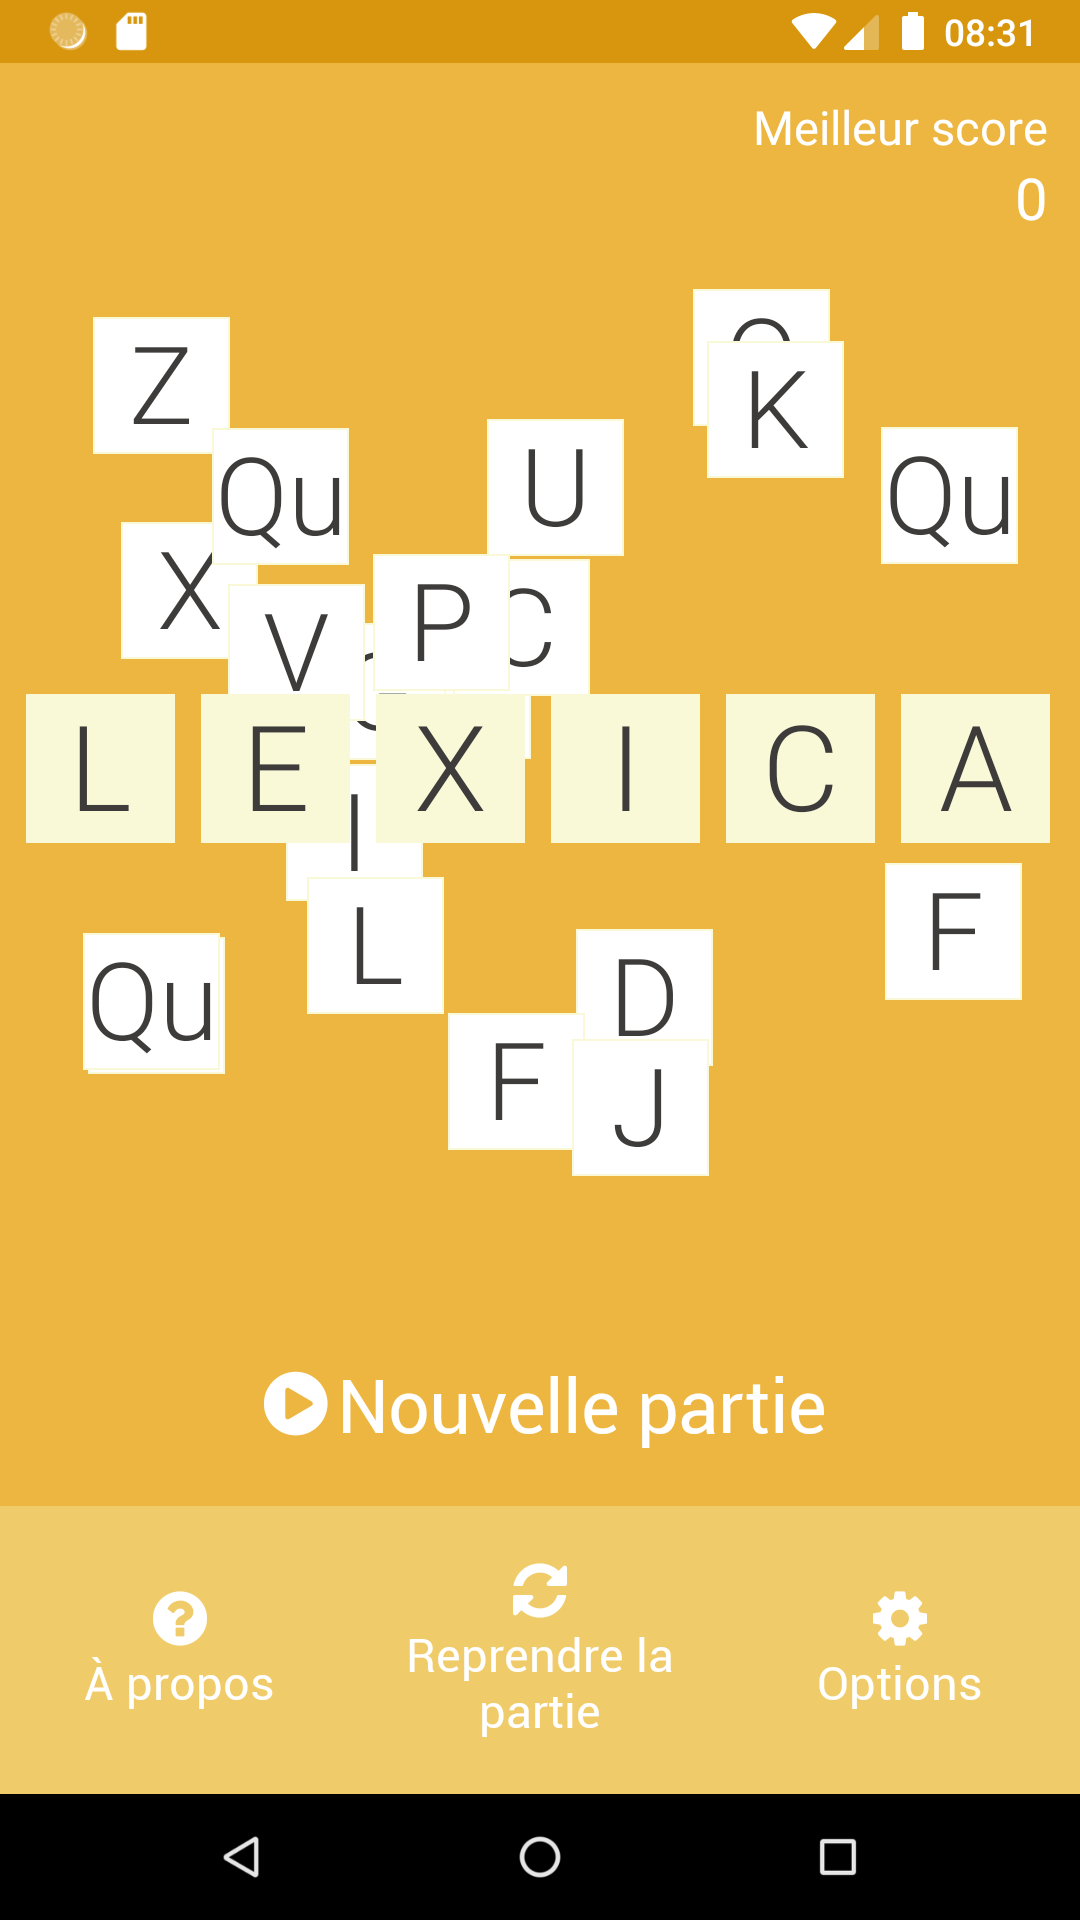 08:31
Meilleur score
0
Z
K
Qu
U
Qu
X
P
C
V
L E X I C A
I
L
F
Qu
D
F
J
Nouvelle partie
À propos
Reprendre la
partie
Options